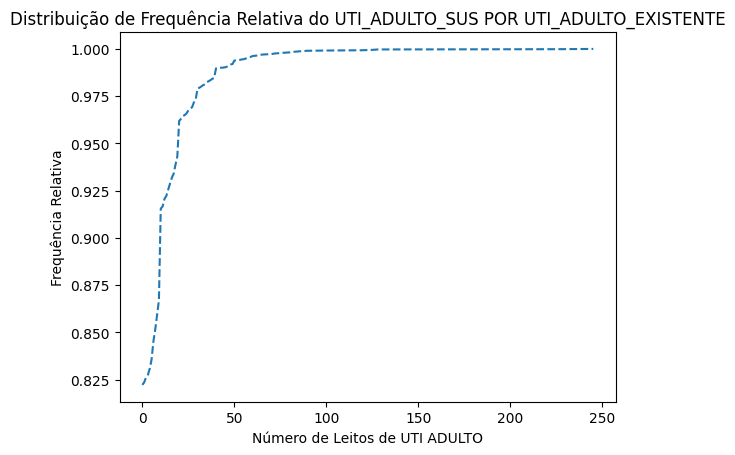 Distribuição de Frequência Relativa do UTI_ADULTO_SUS POR UTI_ADULTO_EXISTENTE
1.000
0.975
0.950
0.925
0.900
0.875
0.850
0.825
Frequência Relativa
0 50 100 150 200 250
Número de Leitos de UTI ADULTO